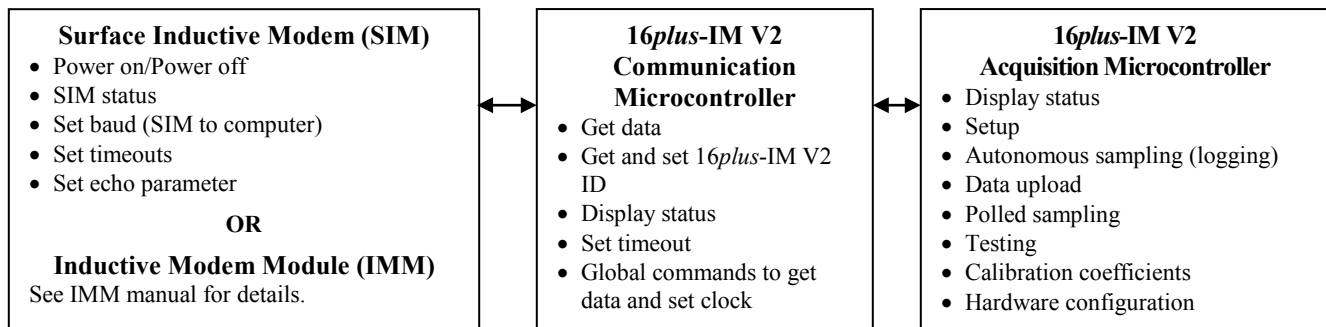 Surface Inductive Modem (SIM)
• Power on/Power off
• SIM status
• Set baud (SIM to computer)
• Set timeouts
• Set echo parameter
OR
Inductive Modem Module (IMM)
See IMM manual for details.
16plus-IM V2
Communication
Microcontroller
• Get data
• Get and set 16plus-IM V2
ID
• Display status
• Set timeout
• Global commands to get
data and set clock
16plus-IM V2
Acquisition Microcontroller
• Display status
• Setup
• Autonomous sampling (logging)
• Data upload
• Polled sampling
• Testing
• Calibration coefficients
• Hardware configuration